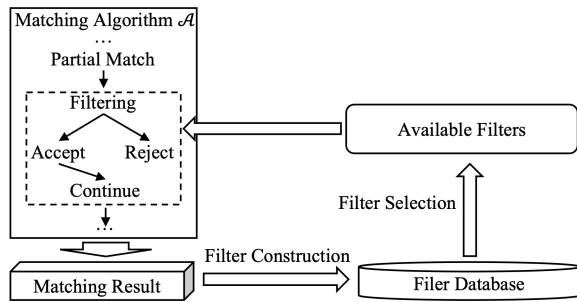 Matching Algorithm 𝒜
...
Partial Match
Filtering
Accept
Reject
Continue
...
Matching Result
Filter Construction
Filer Database
Filter Selection
Available Filters